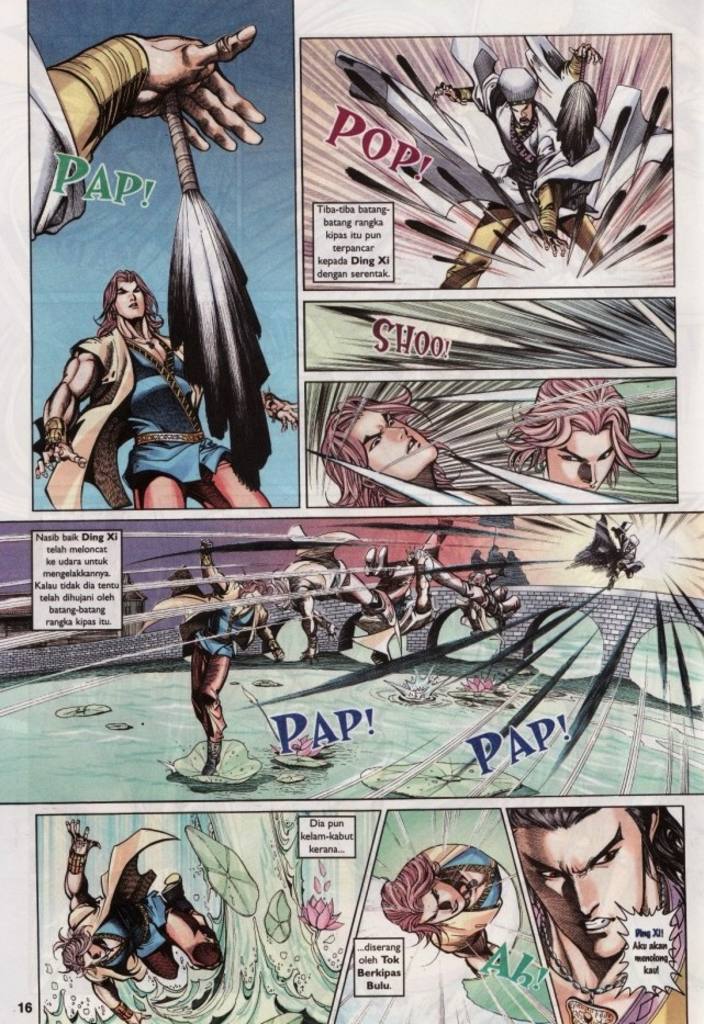 PAP!
POP!
Tiba-tiba batang-
batang rangka
kipas itu pun
terpancar
kepada Ding Xi
dengan serentak.
SHOO!
Nasib baik Ding Xi
telah meloncat
ke udara untuk
mengelakkannya.
Kalau tidak dia tentu
telah dihujani oleh
batang-batang
rangka kipas itu.
PAP!
PAP!
Dia pun
kelam-kabut
kerana...
...diserang
oleh Tok
Berkipas
Bulu.
Ah!
Ding Xi!
Aku akan
menolong
kau!
16